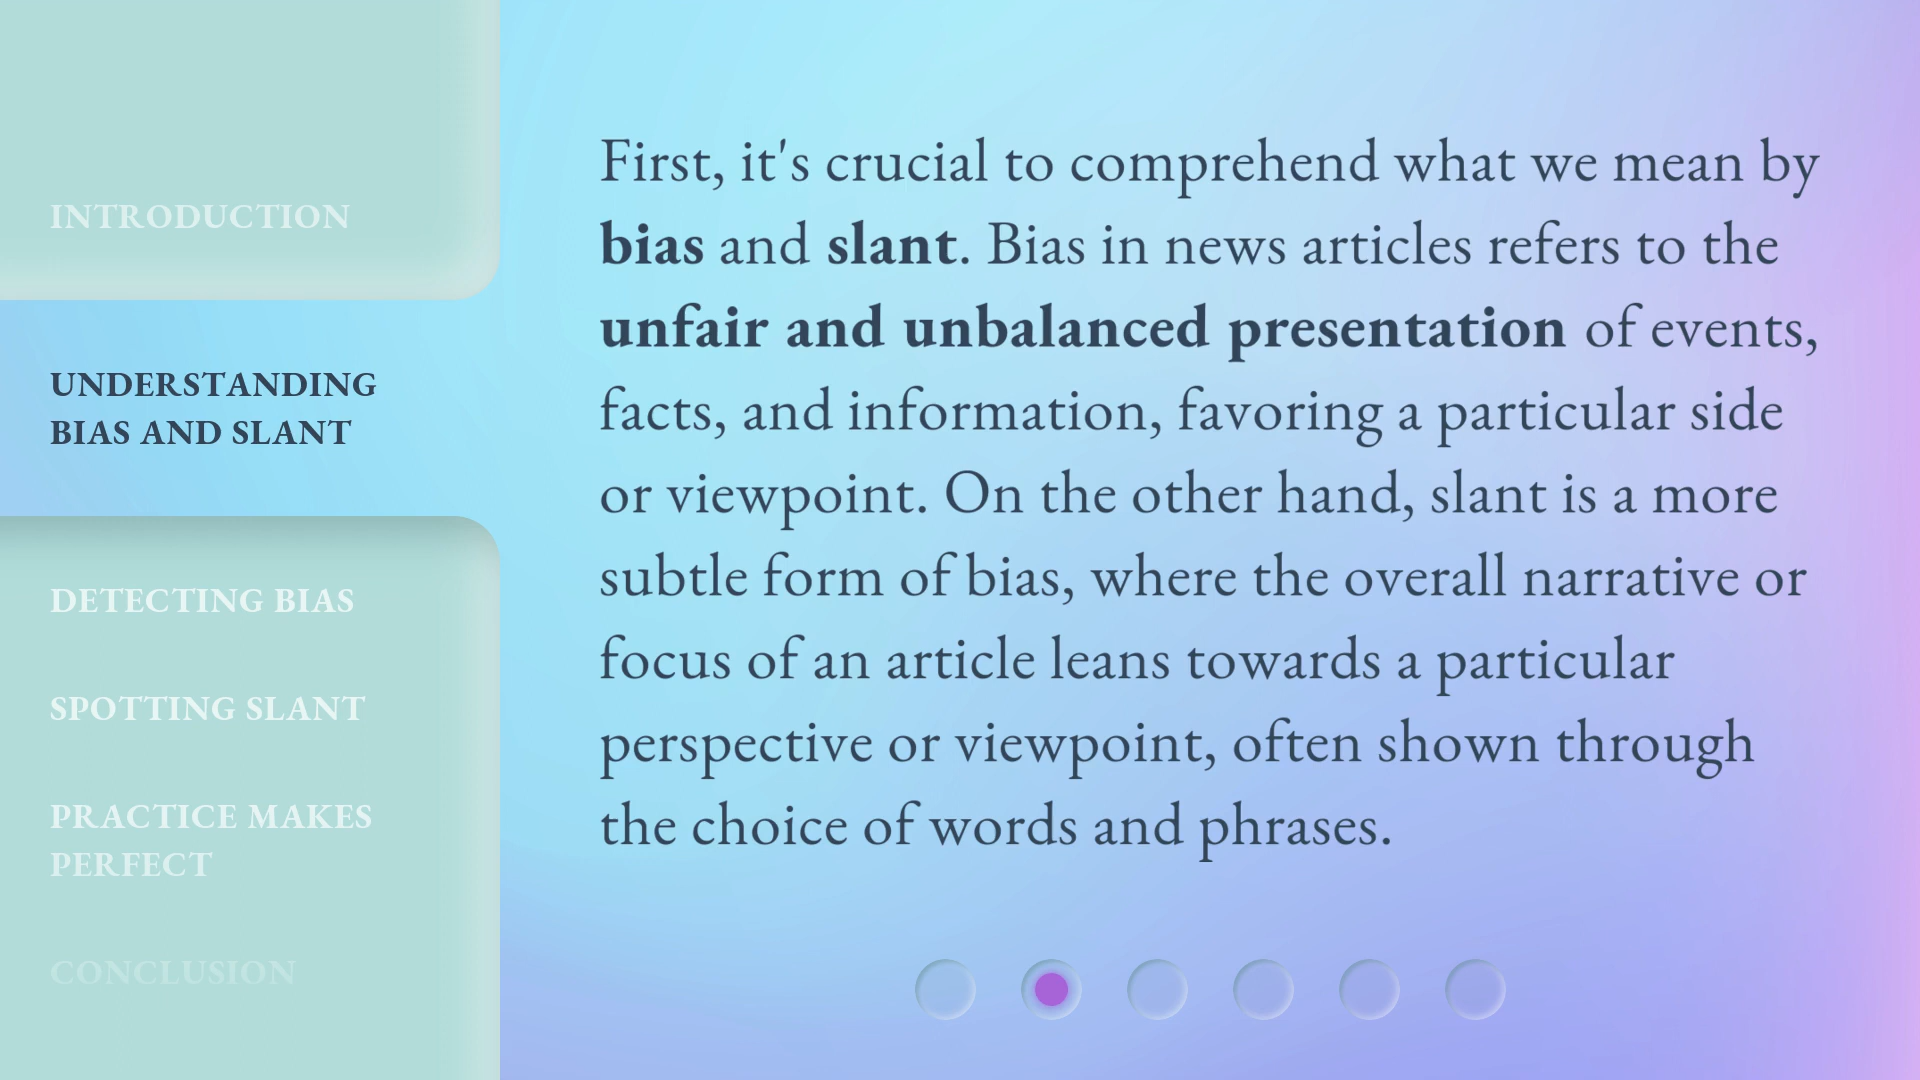 INTRODUCTION
UNDERSTANDING
BIAS AND SLANT
DETECTING BIAS
SPOTTING SLANT
PRACTICE MAKES
PERFECT
CONCLUSION
First, it's crucial to comprehend what we mean by
bias and slant. Bias in news articles refers to the
unfair and unbalanced presentation of events,
facts, and information, favoring a particular side
or viewpoint. On the other hand, slant is a more
subtle form of bias, where the overall narrative or
focus of an article leans towards a particular
perspective or viewpoint, often shown through
the choice of words and phrases.